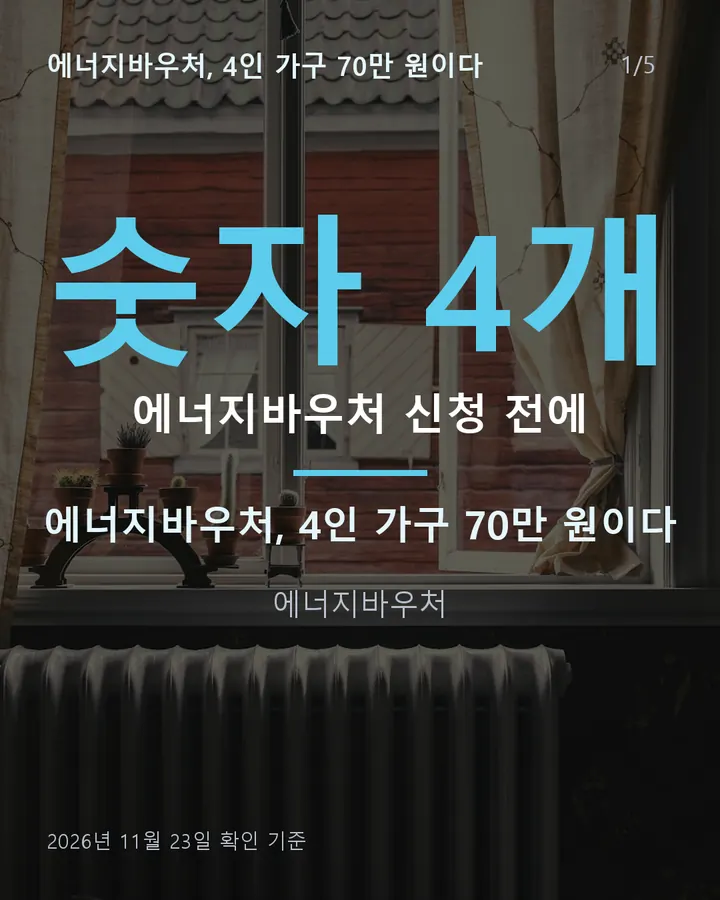 에너지바우처, 4인 가구 70만 원이다
1/5
숫자 4개
에너지바우처 신청 전에
에너지바우처, 4인 가구 70만 원이다
에너지바우처
2026년 11월 23일 확인 기준